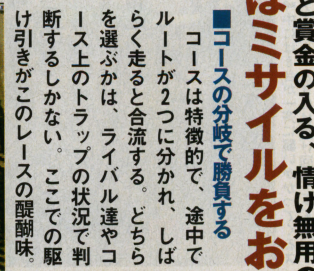 と賞金の入る、情け無用の
はミサイルをお
■コースの分岐で勝負する
コースは特徴的で、途中で
ルートが2つに分かれ、しば
らく走ると合流する。どちら
を選ぶかは、ライバル達やコ
ース上のトラップの状況で判
断するしかない。ここでの駆
け引きがこのレースの醍醐味。